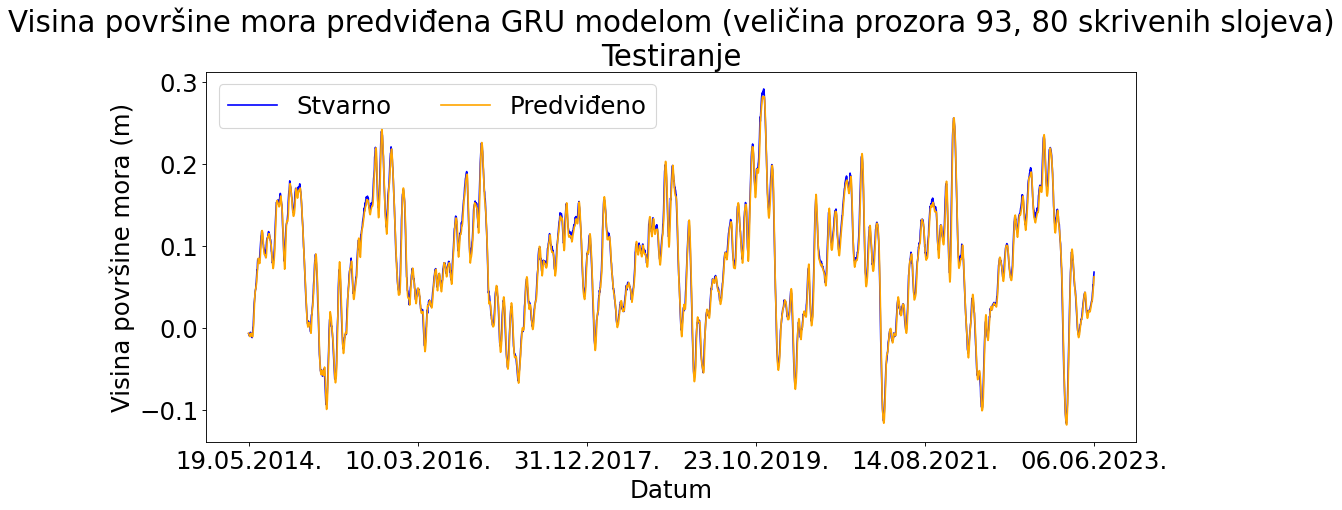 Visina površine mora predviđena GRU modelom (veličina prozora 93, 80 skrivenih slojeva)
Testiranje
Stvarno
Predviđeno
Visina površine mora (m)
0.3
0.2
0.1
0.0
−0.1
19.05.2014.
10.03.2016.
31.12.2017.
23.10.2019.
14.08.2021.
06.06.2023.
Datum